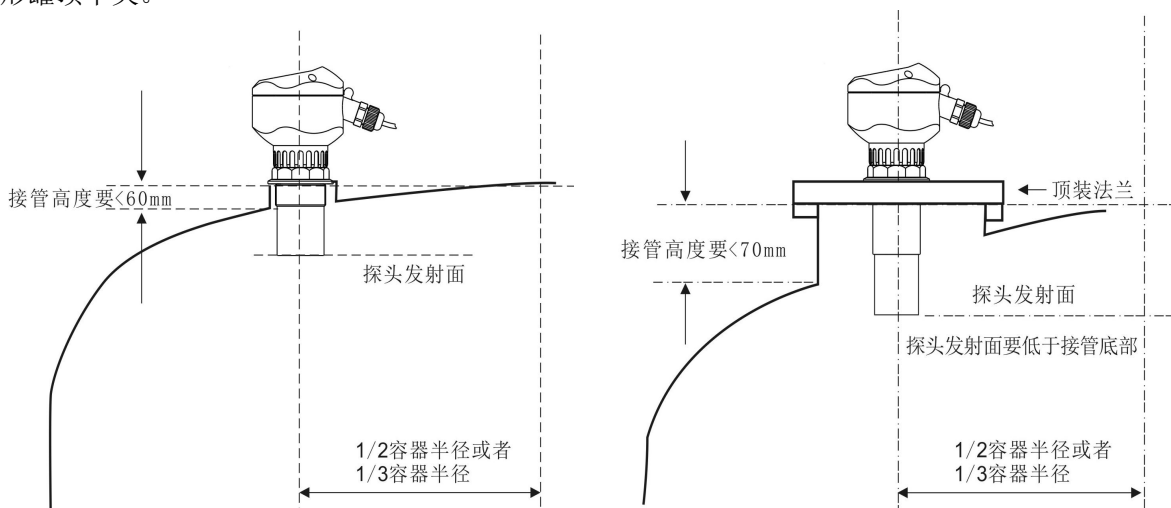 形罐顶中央。
接管高度要<60mm
探头发射面
1/2容器半径或者
1/3容器半径
顶装法兰
接管高度要<70mm
探头发射面
探头发射面要低于接管底部
1/2容器半径或者
1/3容器半径